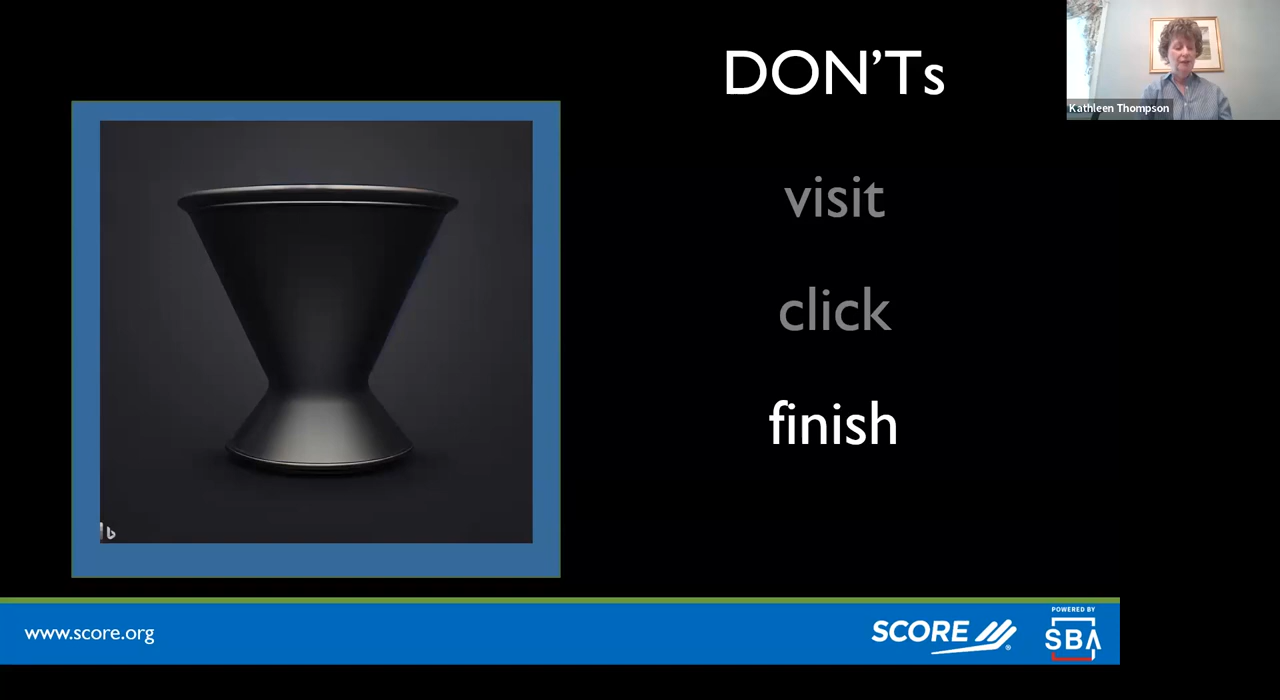 DON'Ts
Kathleen Thompson
visit
click
finish
b
www.score.org
SCORE
®
POWERED BY
SBA